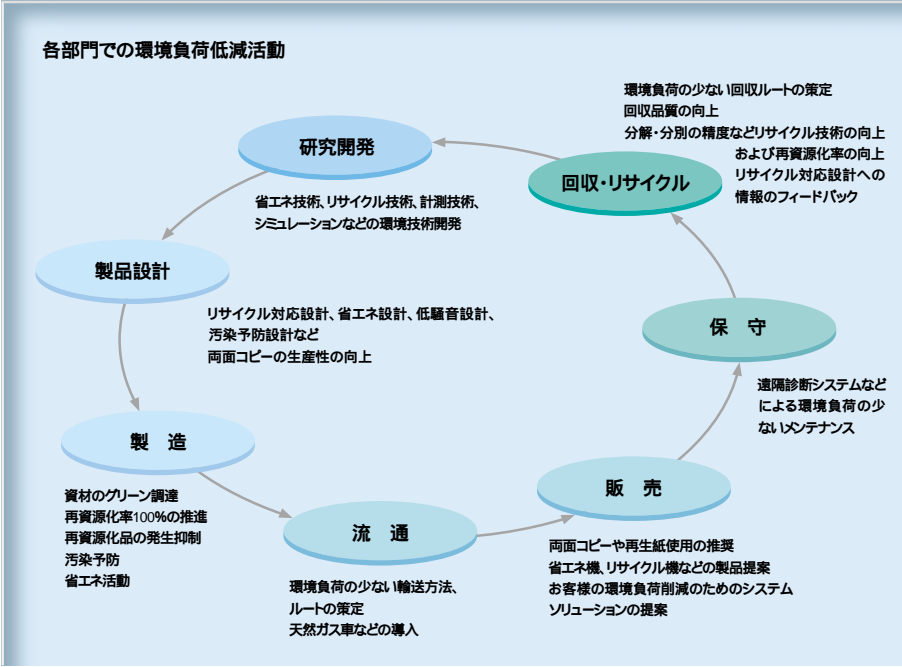 各部門での環境負荷低減活動
研究開発
省エネ技術、リサイクル技術、計測技術、
シミュレーションなどの環境技術開発
製品設計
リサイクル対応設計、省エネ設計、低騒音設計、
汚染予防設計など
両面コピーの生産性の向上
製 造
資材のグリーン調達
再資源化率100%の推進
再資源化品の発生抑制
汚染予防
省エネ活動
流 通
環境負荷の少ない輸送方法、
ルートの策定
天然ガス車などの導入
販 売
両面コピーや再生紙使用の推奨
省エネ機、リサイクル機などの製品提案
お客様の環境負荷削減のためのシステム
ソリューションの提案
保 守
遠隔診断システムなど
による環境負荷の少
ないメンテナンス
回収・リサイクル
環境負荷の少ない回収ルートの策定
回収品質の向上
分解・分別の精度などリサイクル技術の向上
および再資源化率の向上
リサイクル対応設計への
情報のフィードバック